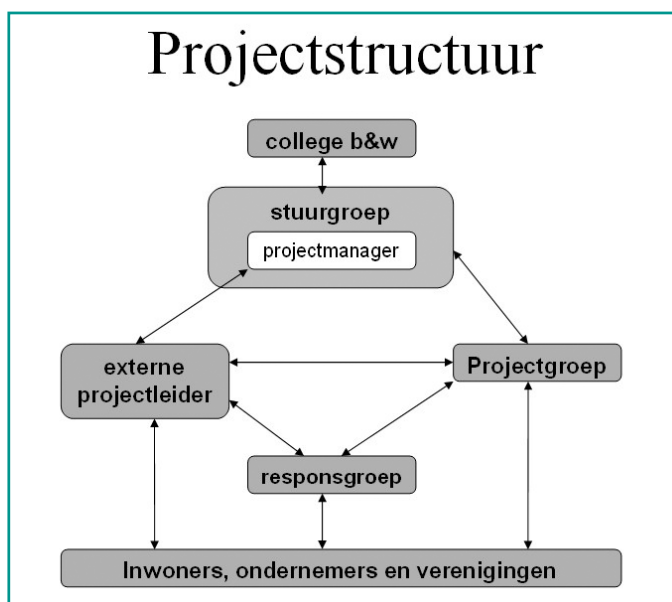 Projectstructuur
college b&w
stuurgroep
projectmanager
externe
projectleider
Projectgroep
responsgroep
Inwoners, ondernemers en verenigingen